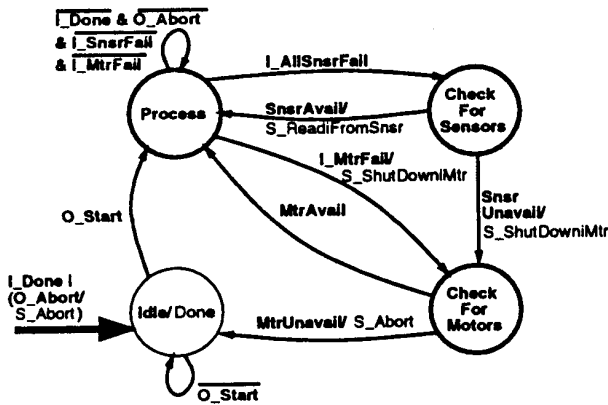 I_Done & O_Abort
& I_SnsrFail
& I_MtrFail
I_AllSnsrFail
Process
SnsrAvail/
S_ReadiFromSnsr
Check
For
Sensors
I_MtrFail/
S_ShutDowniMtr
MtrAvail
Snsr
Unavail/
S_ShutDowniMtr
O_Start
I_Done I
(O_Abort/
S_Abort)
Idle/Done
MtrUnavail/ S_Abort
Check
For
Motors
O_Start